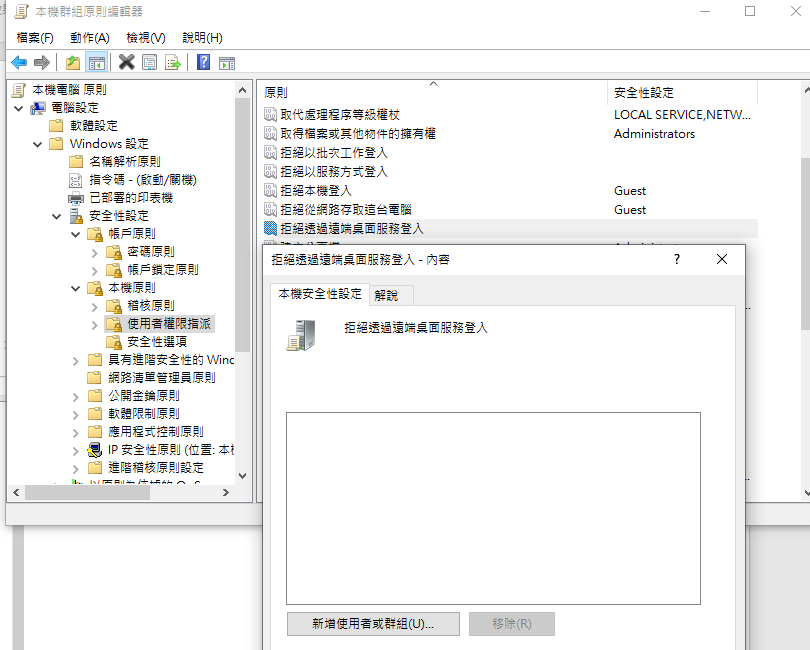 本機群組原則編輯器
檔案(F) 動作(A) 檢視(V) 說明(H)
本機電腦 原則
電腦設定
軟體設定
Windows 設定
名稱解析原則
指令碼 - (啟動/關機)
已部署的印表機
安全性設定
帳戶原則
密碼原則
帳戶鎖定原則
本機原則
稽核原則
使用者權限指派
安全性選項
具有進階安全性的 Winc
網路清單管理員原則
公開金鑰原則
軟體限制原則
應用程式控制原則
IP 安全性原則 (位置: 本機
進階稽核原則設定
原則 安全性設定
取代處理程序等級權杖 LOCAL SERVICE,NETW...
取得檔案或其他物件的擁有權 Administrators
拒絕以批次工作登入
拒絕以服務方式登入
拒絕本機登入 Guest
拒絕從網路存取這台電腦 Guest
拒絕透過遠端桌面服務登入
拒絕透過遠端桌面服務登入 - 內容
本機安全性設定 解說
拒絕透過遠端桌面服務登入
新增使用者或群組(U)... 移除(R)